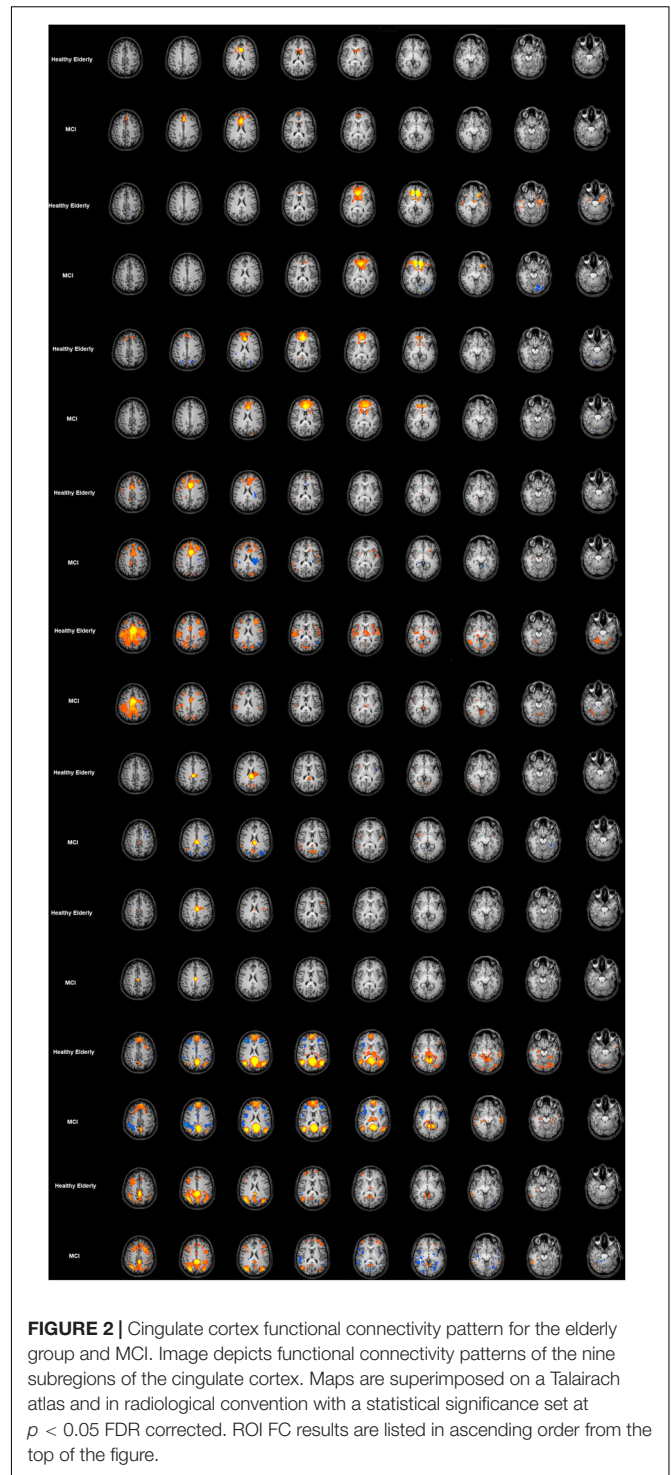 Healthy Elderly
MCI
Healthy Elderly
MCI
Healthy Elderly
MCI
Healthy Elderly
MCI
Healthy Elderly
MCI
Healthy Elderly
MCI
Healthy Elderly
MCI
Healthy Elderly
MCI
Healthy Elderly
MCI
FIGURE 2 | Cingulate cortex functional connectivity pattern for the elderly
group and MCI. Image depicts functional connectivity patterns of the nine
subregions of the cingulate cortex. Maps are superimposed on a Talairach
atlas and in radiological convention with a statistical significance set at
p < 0.05 FDR corrected. ROI FC results are listed in ascending order from the
top of the figure.